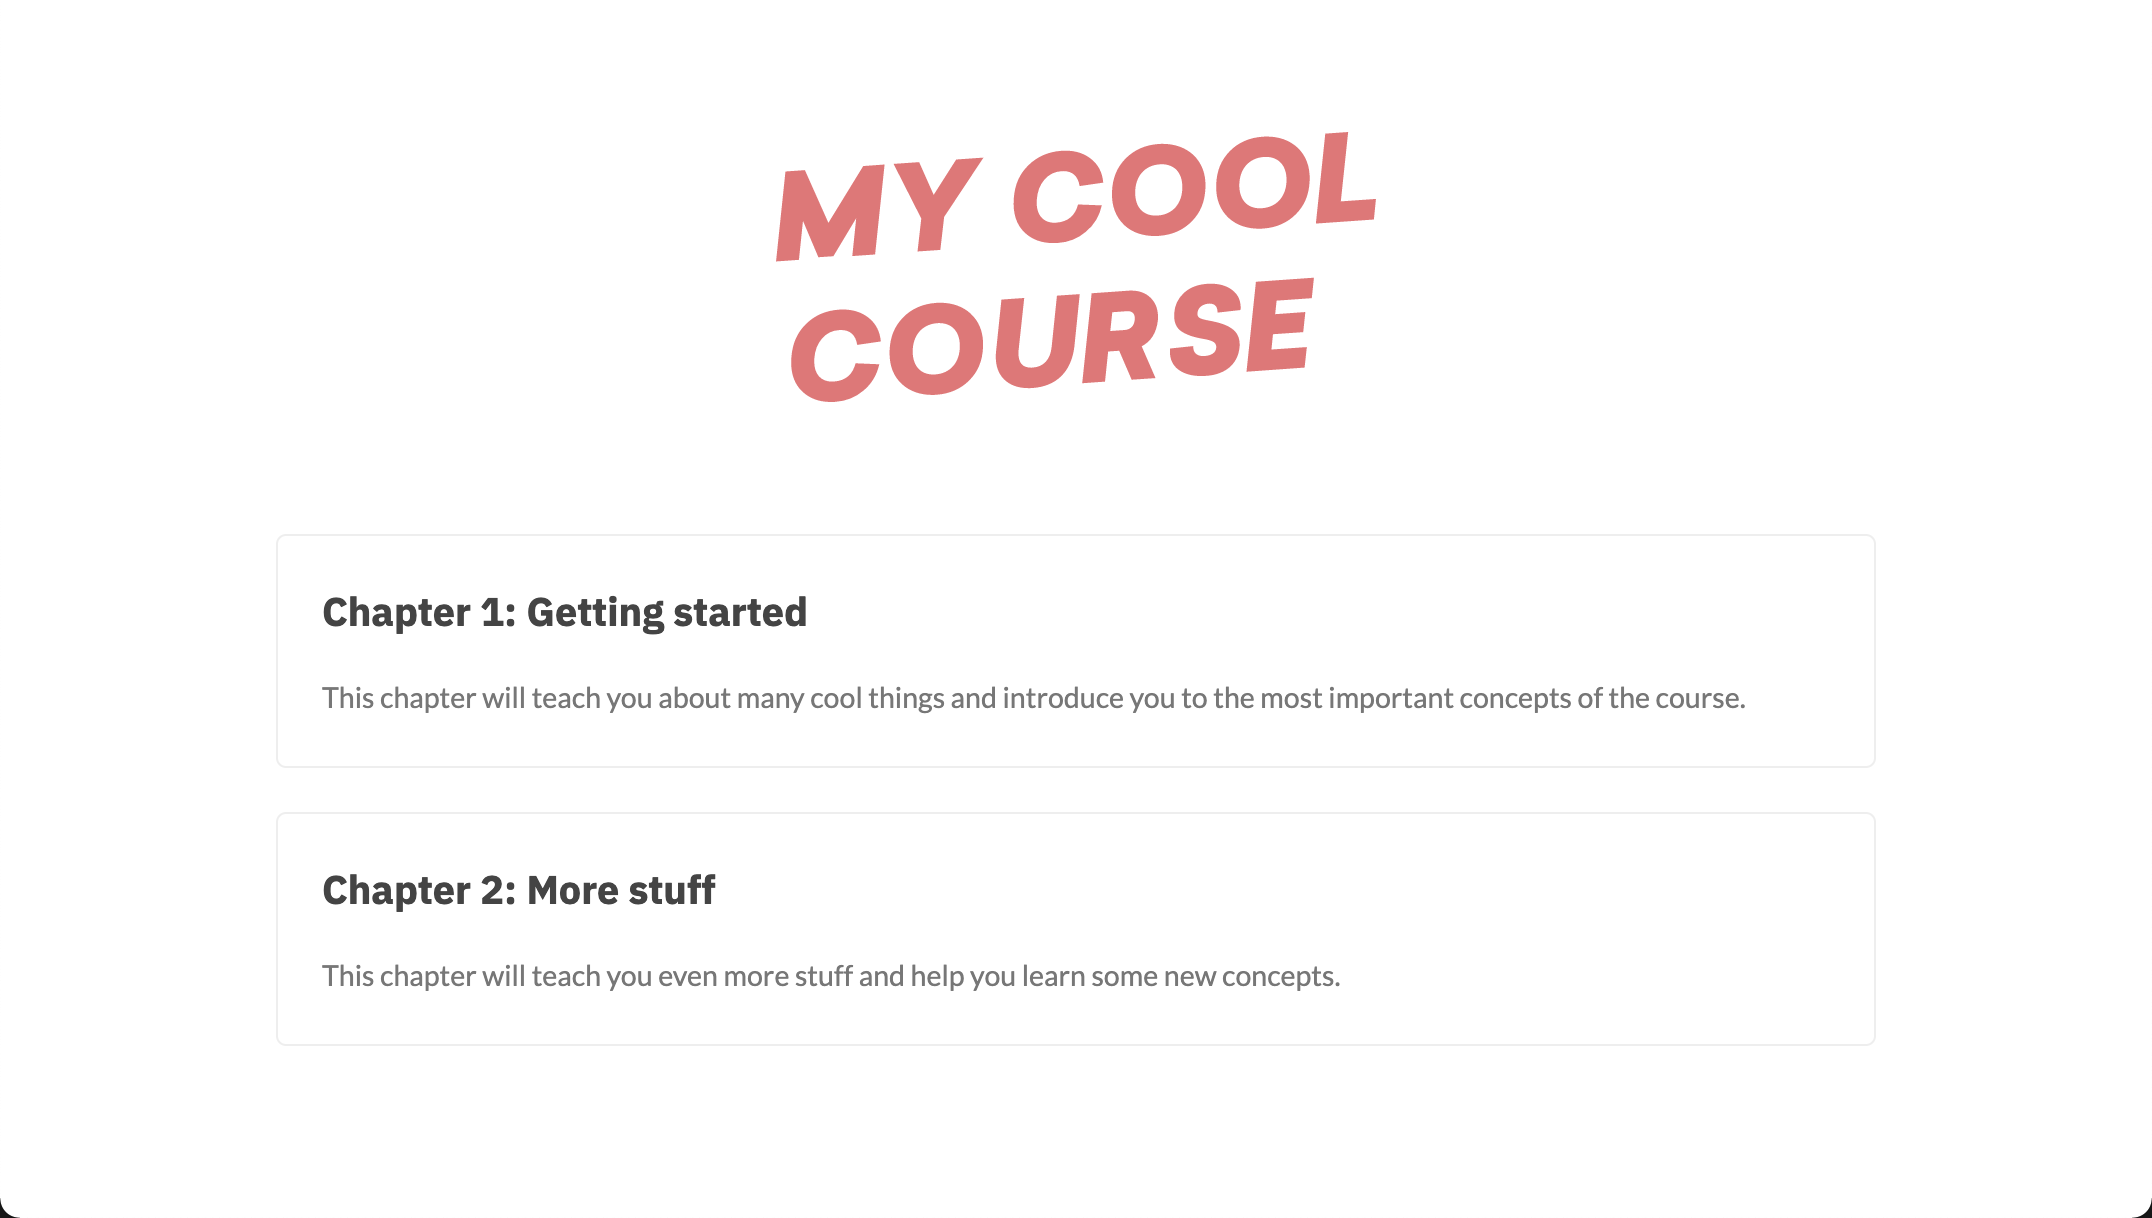 MY COOL
COURSE
Chapter 1: Getting started
This chapter will teach you about many cool things and introduce you to the most important concepts of the course.
Chapter 2: More stuff
This chapter will teach you even more stuff and help you learn some new concepts.